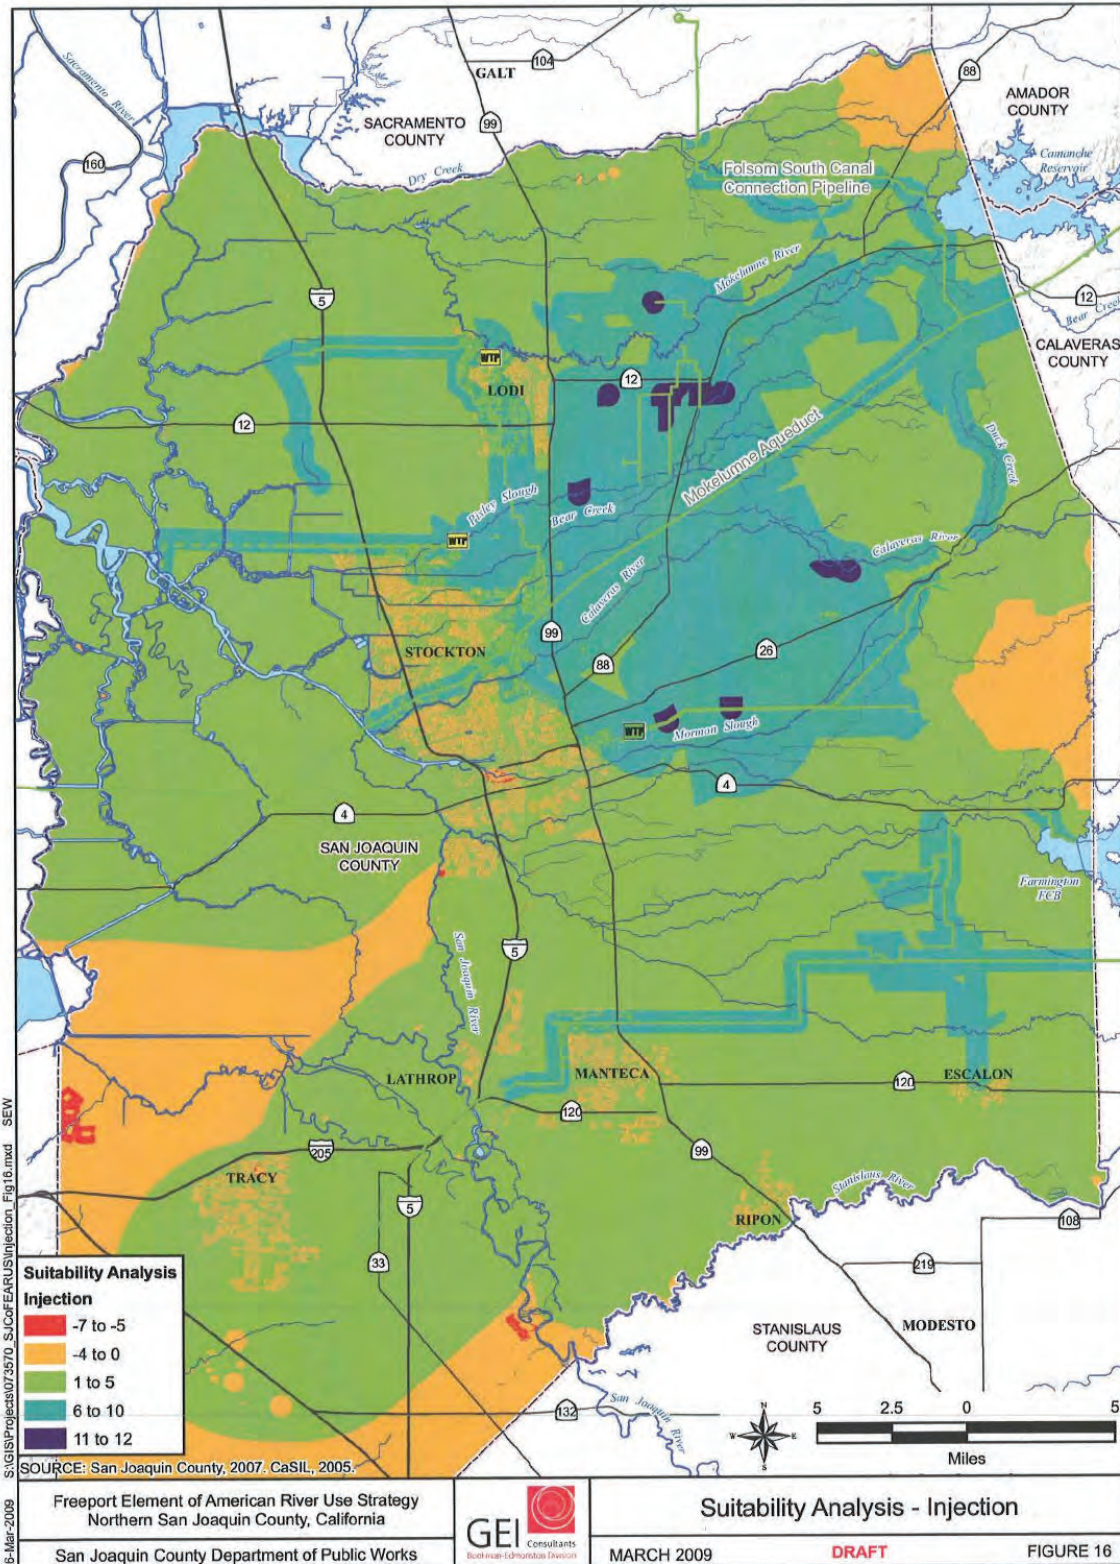 GALT
104
88
AMADOR
COUNTY
Sacramento
River
SACRAMENTO
COUNTY
99
160
Camanche
Reservoir
Dry Creek
Folsom South Canal
Connection Pipeline
Mokelumne River
5
12
Bear Creek
CALAVERAS
COUNTY
WTP
LODI
12
12
Mokelumne Aqueduct
Duck Creek
Pixley Slough
Bear Creek
WTP
Calaveras River
Calaveras River
STOCKTON
99
88
26
WTP
Mormon Slough
4
4
SAN JOAQUIN
COUNTY
Farmington
FCB
San Joaquin River
5
LATHROP
MANTECA
ESCALON
120
120
205
99
TRACY
Stanislaus River
5
RIPON
108
33
219
STANISLAUS
COUNTY
MODESTO
132
San Joaquin
River
Suitability Analysis
Injection
-7 to -5
-4 to 0
1 to 5
6 to 10
11 to 12
N
W E
S
5 2.5 0 5
Miles
SOURCE: San Joaquin County, 2007. CaSIL, 2005.
S:\GIS\Projects\073570_SJCoFEARUS\Injection_Fig16.mxd SEW
6-Mar-2009
Freeport Element of American River Use Strategy
Northern San Joaquin County, California
San Joaquin County Department of Public Works
GEI Consultants
Bookman-Edmonston Division
Suitability Analysis - Injection
MARCH 2009 DRAFT FIGURE 16